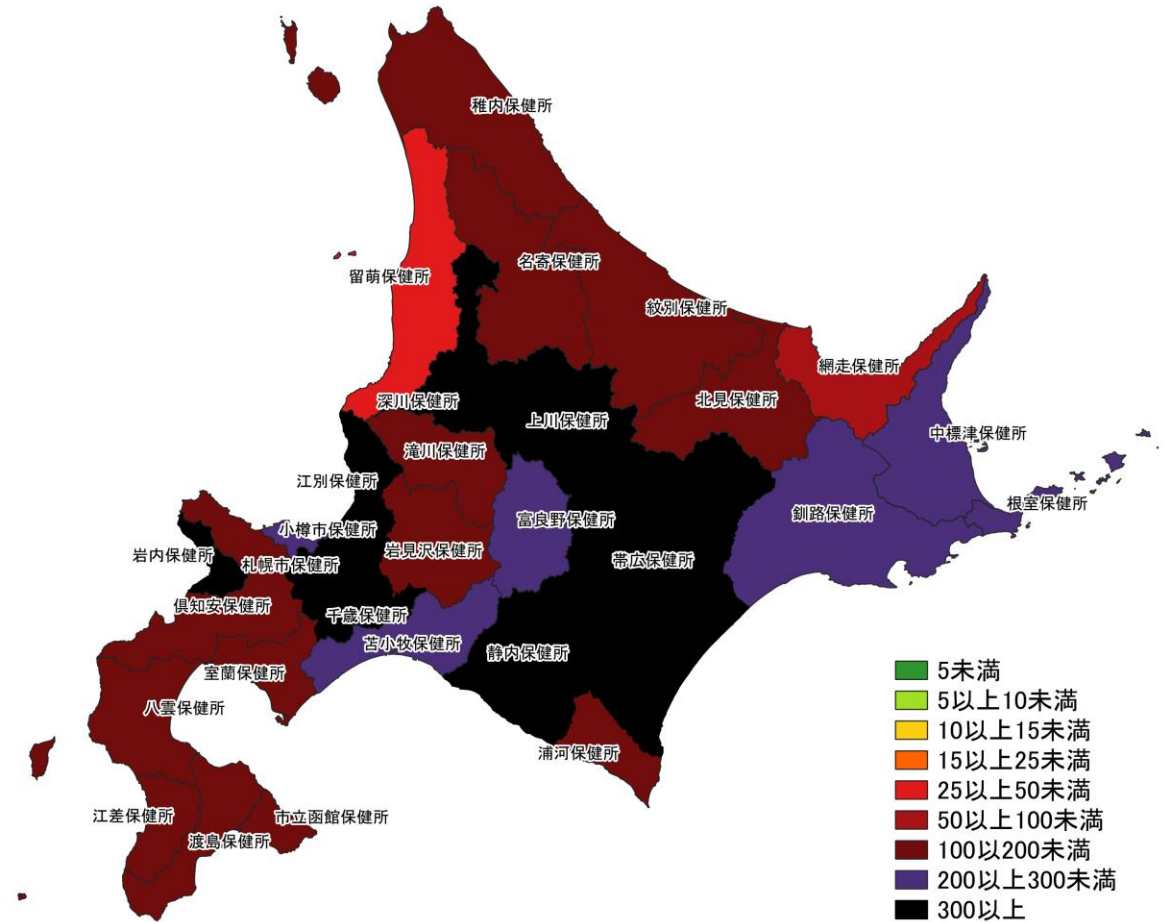 稚内保健所
名寄保健所
留萌保健所
紋別保健所
網走保健所
深川保健所
北見保健所
上川保健所
中標津保健所
滝川保健所
江別保健所
根室保健所
釧路保健所
富良野保健所
小樽市保健所
岩見沢保健所
岩内保健所
帯広保健所
札幌市保健所
倶知安保健所
千歳保健所
苫小牧保健所
静内保健所
室蘭保健所
八雲保健所
浦河保健所
江差保健所
市立函館保健所
渡島保健所
5未満
5以上10未満
10以上15未満
15以上25未満
25以上50未満
50以上100未満
100以200未満
200以上300未満
300以上